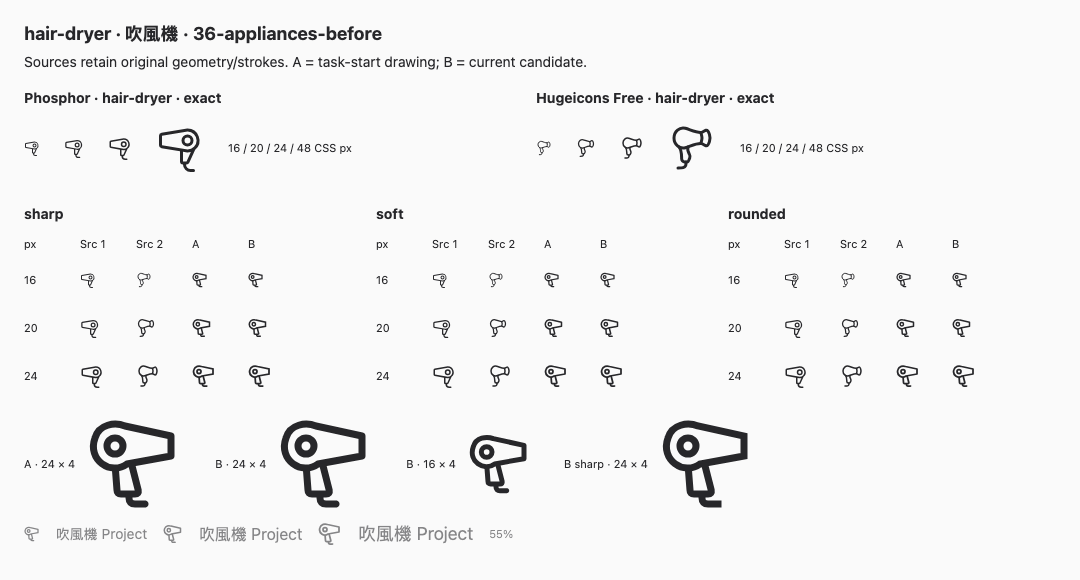 hair-dryer · 吹風機 · 36-appliances-before
Sources retain original geometry/strokes. A = task-start drawing; B = current candidate.
Phosphor · hair-dryer · exact
16 / 20 / 24 / 48 CSS px
Hugeicons Free · hair-dryer · exact
16 / 20 / 24 / 48 CSS px
sharp
px Src 1 Src 2 A B
16
20
24
soft
px Src 1 Src 2 A B
16
20
24
rounded
px Src 1 Src 2 A B
16
20
24
A · 24 × 4
B · 24 × 4
B · 16 × 4
B sharp · 24 × 4
吹風機 Project 吹風機 Project 吹風機 Project 55%